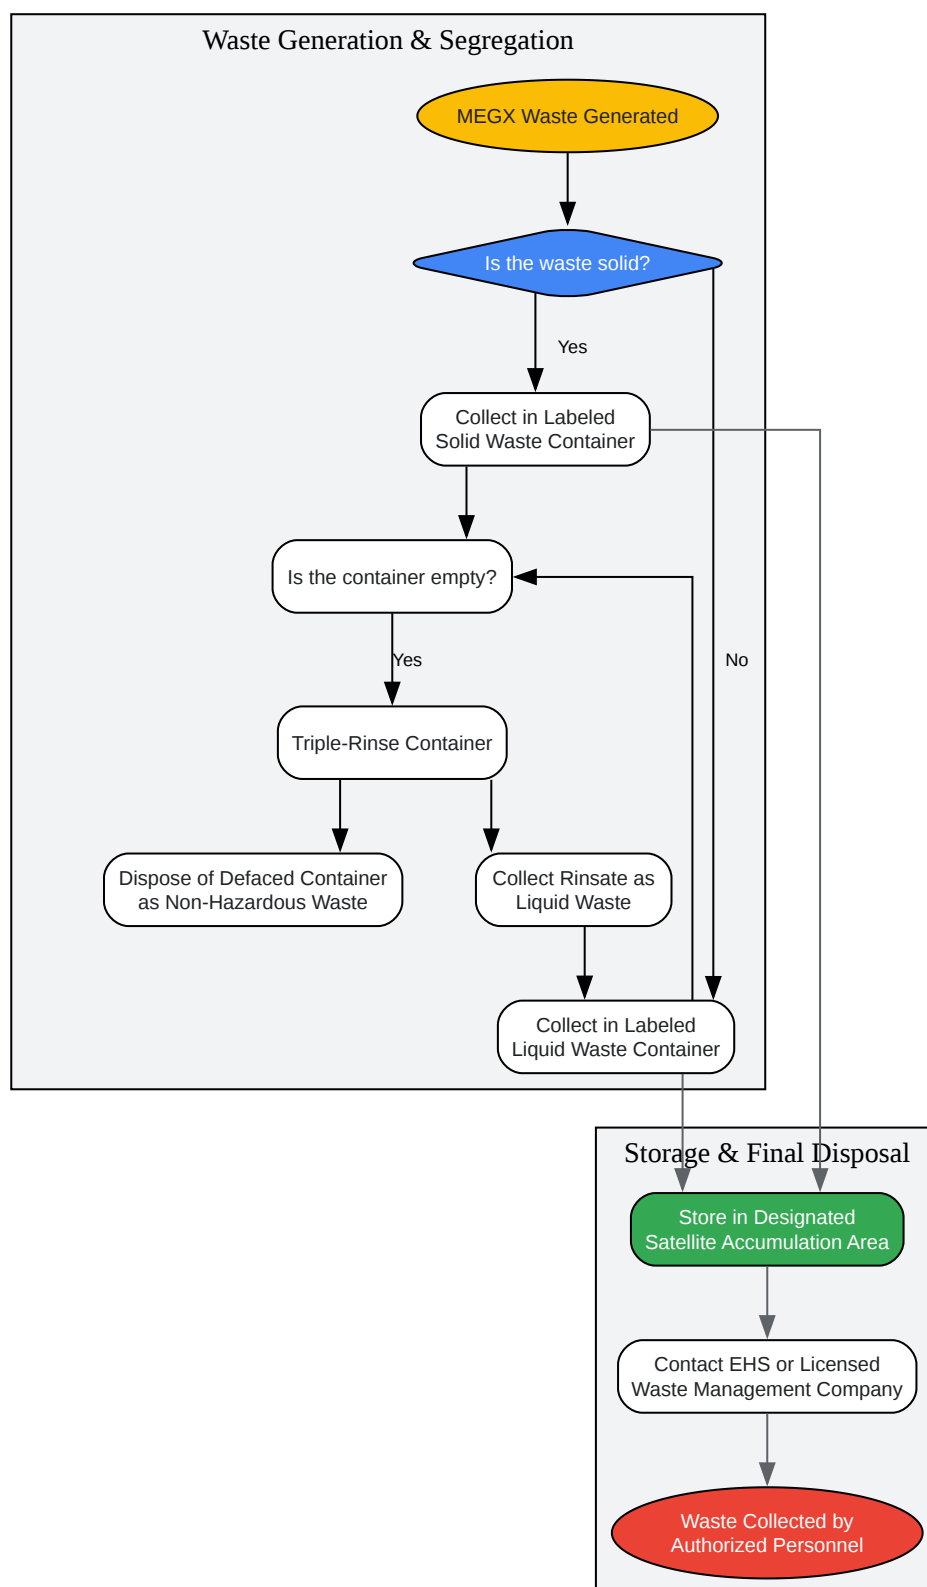 Waste Generation & Segregation
MEGX Waste Generated
Is the waste solid?
Yes
Collect in Labeled
Solid Waste Container
Is the container empty?
Yes
No
Triple-Rinse Container
Dispose of Defaced Container
as Non-Hazardous Waste
Collect Rinsate as
Liquid Waste
Collect in Labeled
Liquid Waste Container
Storage & Final Disposal
Store in Designated
Satellite Accumulation Area
Contact EHS or Licensed
Waste Management Company
Waste Collected by
Authorized Personnel